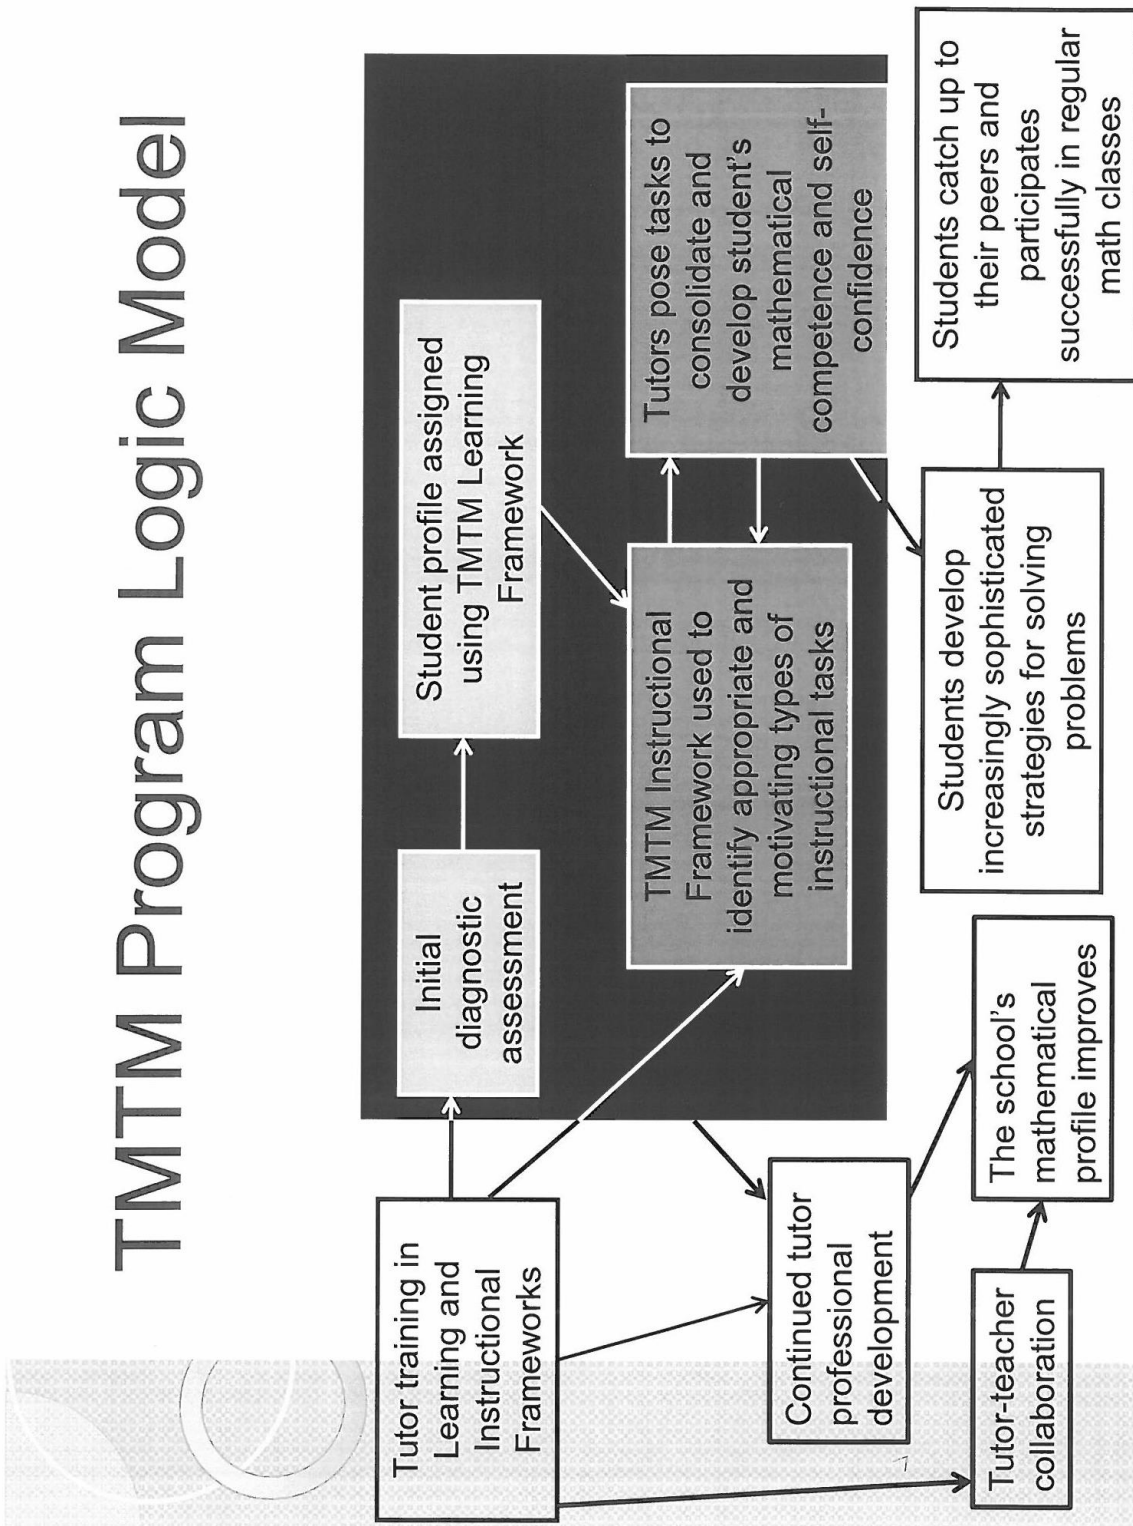 TMTM Program Logic Model
Tutor training in
Learning and
Instructional
Frameworks
Initial
diagnostic
assessment
Student profile assigned
using TMTM Learning
Framework
TMTM Instructional
Framework used to
identify appropriate and
motivating types of
instructional tasks
Tutors pose tasks to
consolidate and
develop student's
mathematical
competence and self-
confidence
Continued tutor
professional
development
Tutor-teacher
collaboration
The school's
mathematical
profile improves
Students develop
increasingly sophisticated
strategies for solving
problems
Students catch up to
their peers and
participates
successfully in regular
math classes